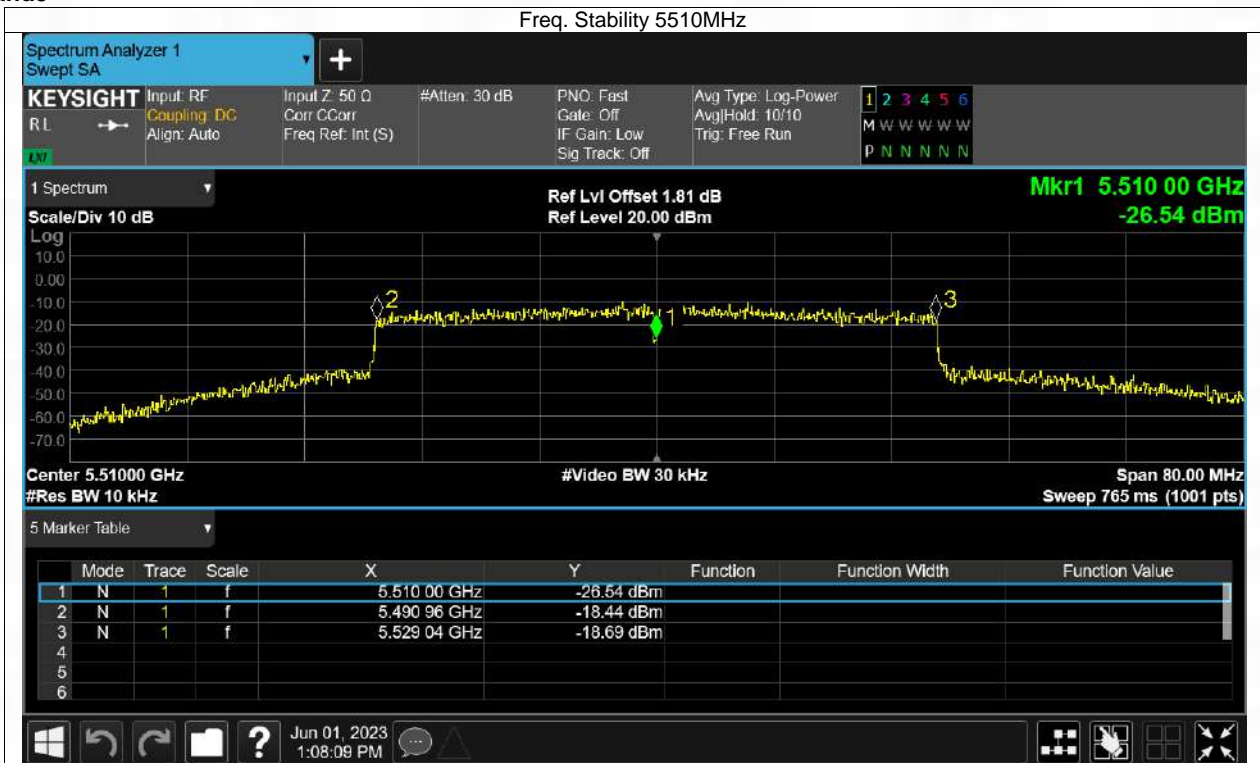 Freq. Stability 5510MHz
Spectrum Analyzer 1
Swept SA
+
KEYSIGHT Input: RF Input Z: 50 Ω #Atten: 30 dB PNO: Fast Avg Type: Log-Power 1 2 3 4 5 6
RL Coupling: DC Corr CCorr Gate: Off Avg|Hold: 10/10 M W W W W W
Align: Auto Freq Ref: Int (S) IF Gain: Low Trig: Free Run
LXI Sig Track: Off P N N N N N
1 Spectrum Ref Lvl Offset 1.81 dB Mkr1 5.510 00 GHz
Scale/Div 10 dB Ref Level 20.00 dBm -26.54 dBm
Log
10.0
0.00
-10.0 2 3
-20.0 1
-30.0
-40.0
-50.0
-60.0
-70.0
Center 5.51000 GHz #Video BW 30 kHz Span 80.00 MHz
#Res BW 10 kHz Sweep 765 ms (1001 pts)
5 Marker Table
Mode Trace Scale X Y Function Function Width Function Value
1 N 1 f 5.510 00 GHz -26.54 dBm
2 N 1 f 5.490 96 GHz -18.44 dBm
3 N 1 f 5.529 04 GHz -18.69 dBm
4
5
6
? Jun 01, 2023
1:08:09 PM